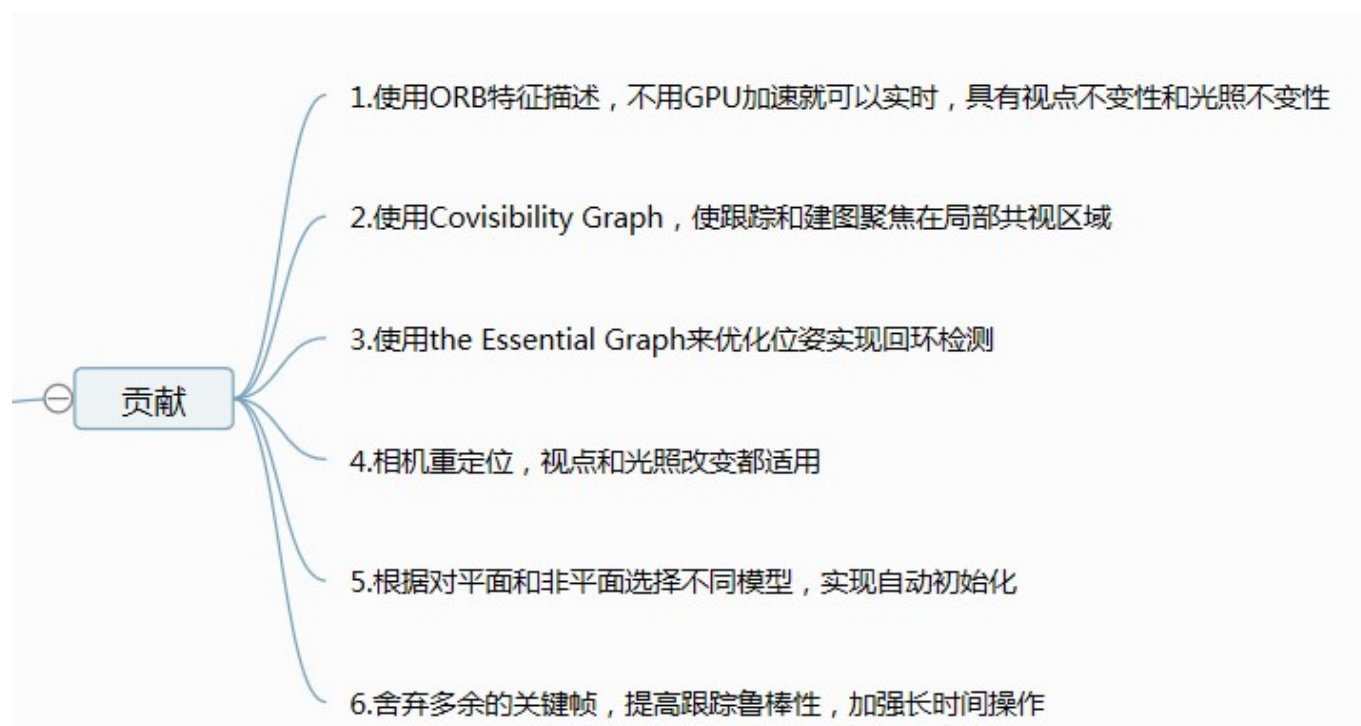 1.使用ORB特征描述，不用GPU加速就可以实时，具有视点不变性和光照不变性
2.使用Covisibility Graph，使跟踪和建图聚焦在局部共视区域
3.使用the Essential Graph来优化位姿实现回环检测
贡献
4.相机重定位，视点和光照改变都适用
5.根据对平面和非平面选择不同模型，实现自动初始化
6.舍弃多余的关键帧，提高跟踪鲁棒性，加强长时间操作